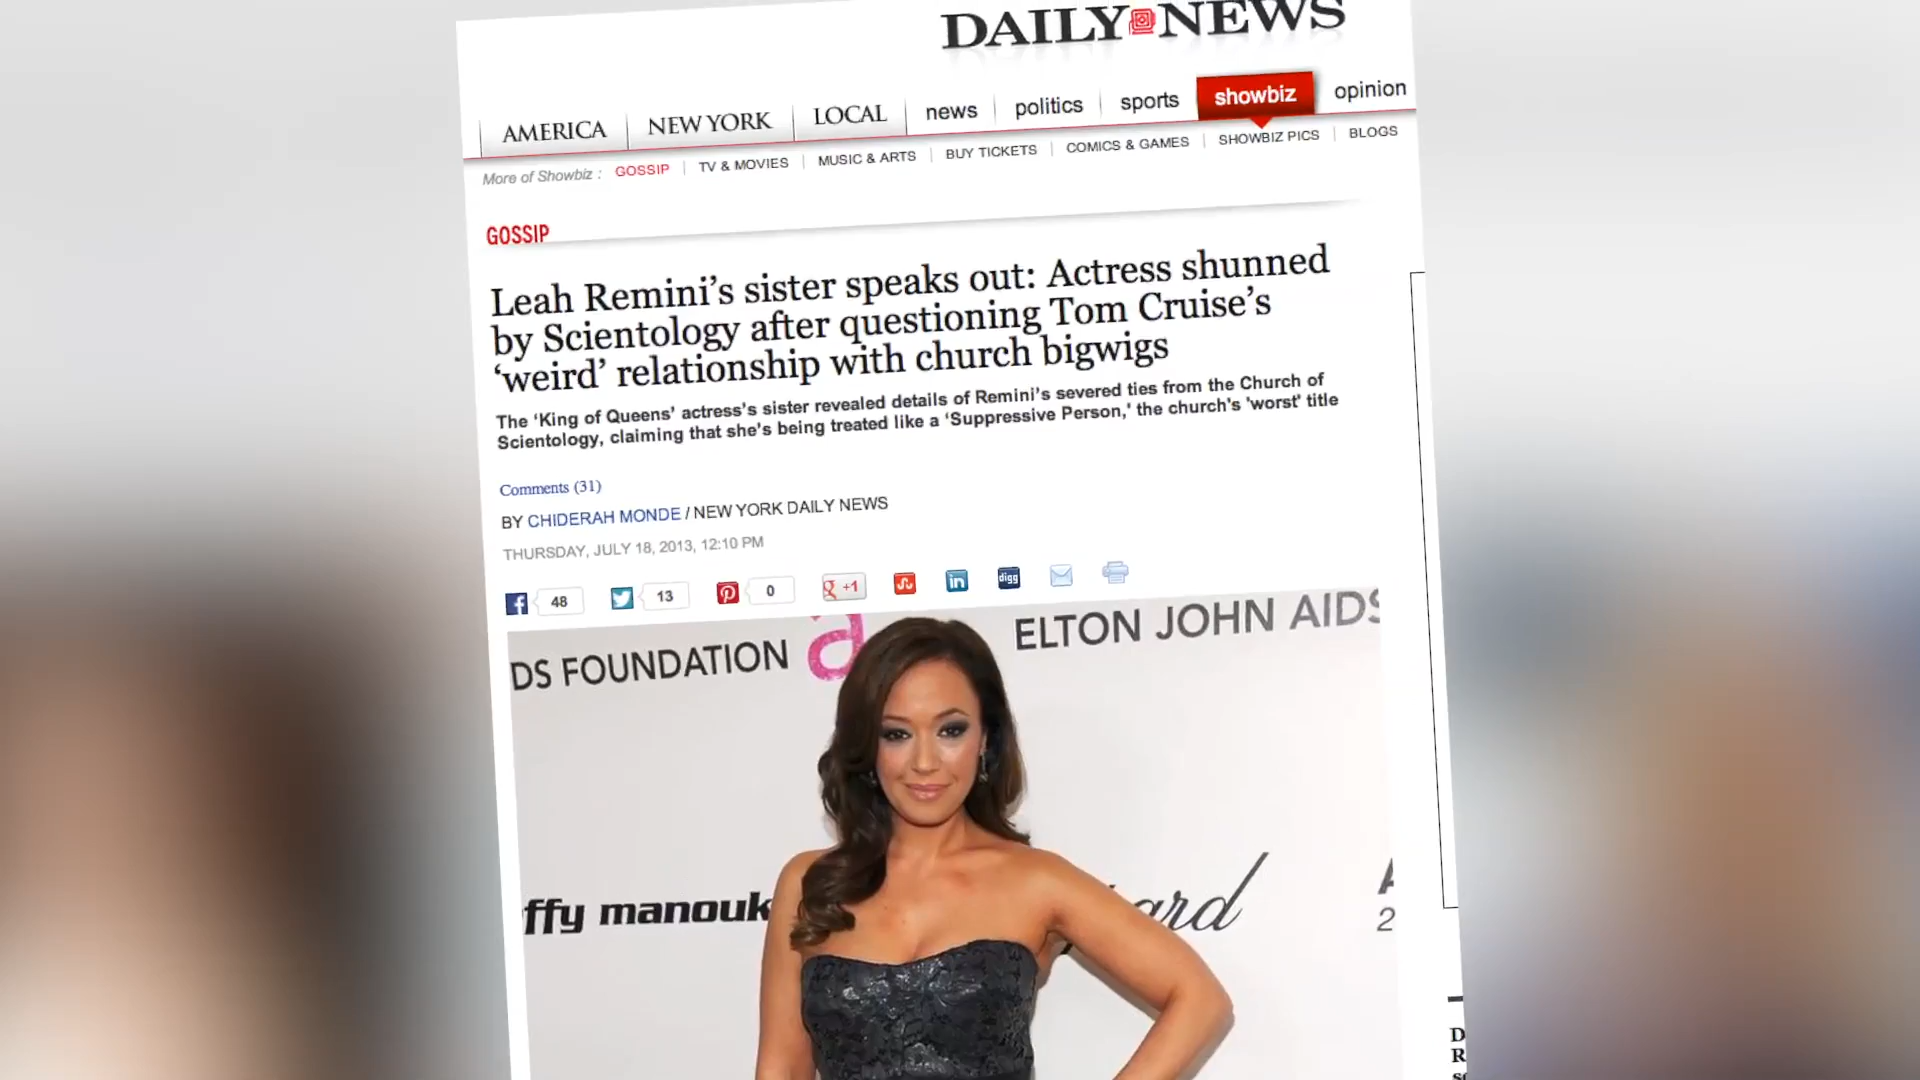 DAILY NEWS
AMERICA NEW YORK LOCAL news politics sports showbiz opinion
More of Showbiz : GOSSIP TV & MOVIES MUSIC & ARTS BUY TICKETS COMICS & GAMES SHOWBIZ PICS BLOGS
GOSSIP
Leah Remini’s sister speaks out: Actress shunned
by Scientology after questioning Tom Cruise’s
‘weird’ relationship with church bigwigs
The ‘King of Queens’ actress’s sister revealed details of Remini’s severed ties from the Church of
Scientology, claiming that she’s being treated like a ‘Suppressive Person,’ the church's 'worst' title
Comments (31)
BY CHIDERAH MONDE / NEW YORK DAILY NEWS
THURSDAY, JULY 18, 2013, 12:10 PM
48 13 0 g +1 in digg
DS FOUNDATION a ELTON JOHN AIDS
ffy manouk ard
2
D
R